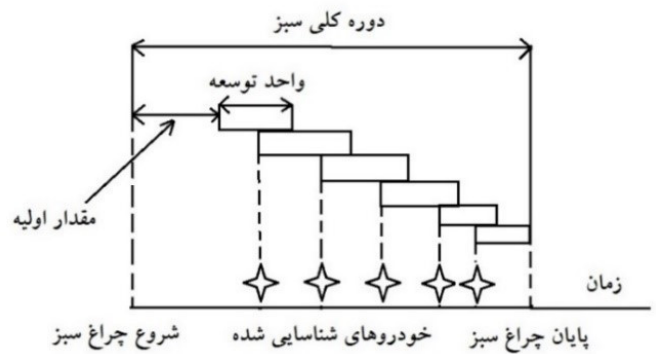 دوره کلی سبز
واحد توسعه
مقدار اولیه
زمان
شروع چراغ سبز
خودروهای شناسایی شده
پایان چراغ سبز